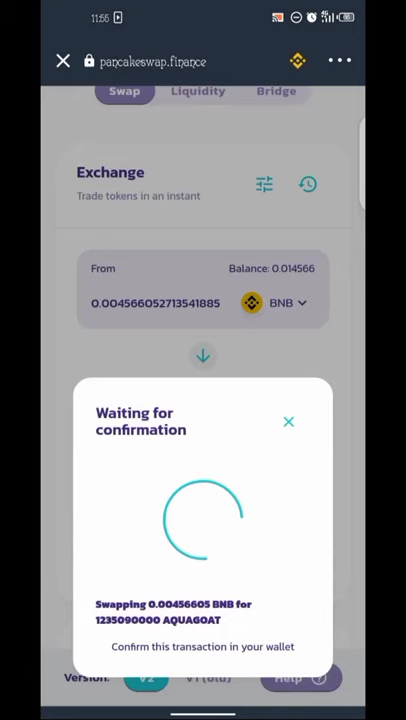 11:55
pancakeswap.finance
Swap Liquidity Bridge
Exchange
Trade tokens in an instant
From Balance: 0.014566
0.004566052713541885 BNB
Waiting for
confirmation
Swapping 0.00456605 BNB for
1235090000 AQUAGOAT
Confirm this transaction in your wallet
Version: V2 V1 (old) Help ?